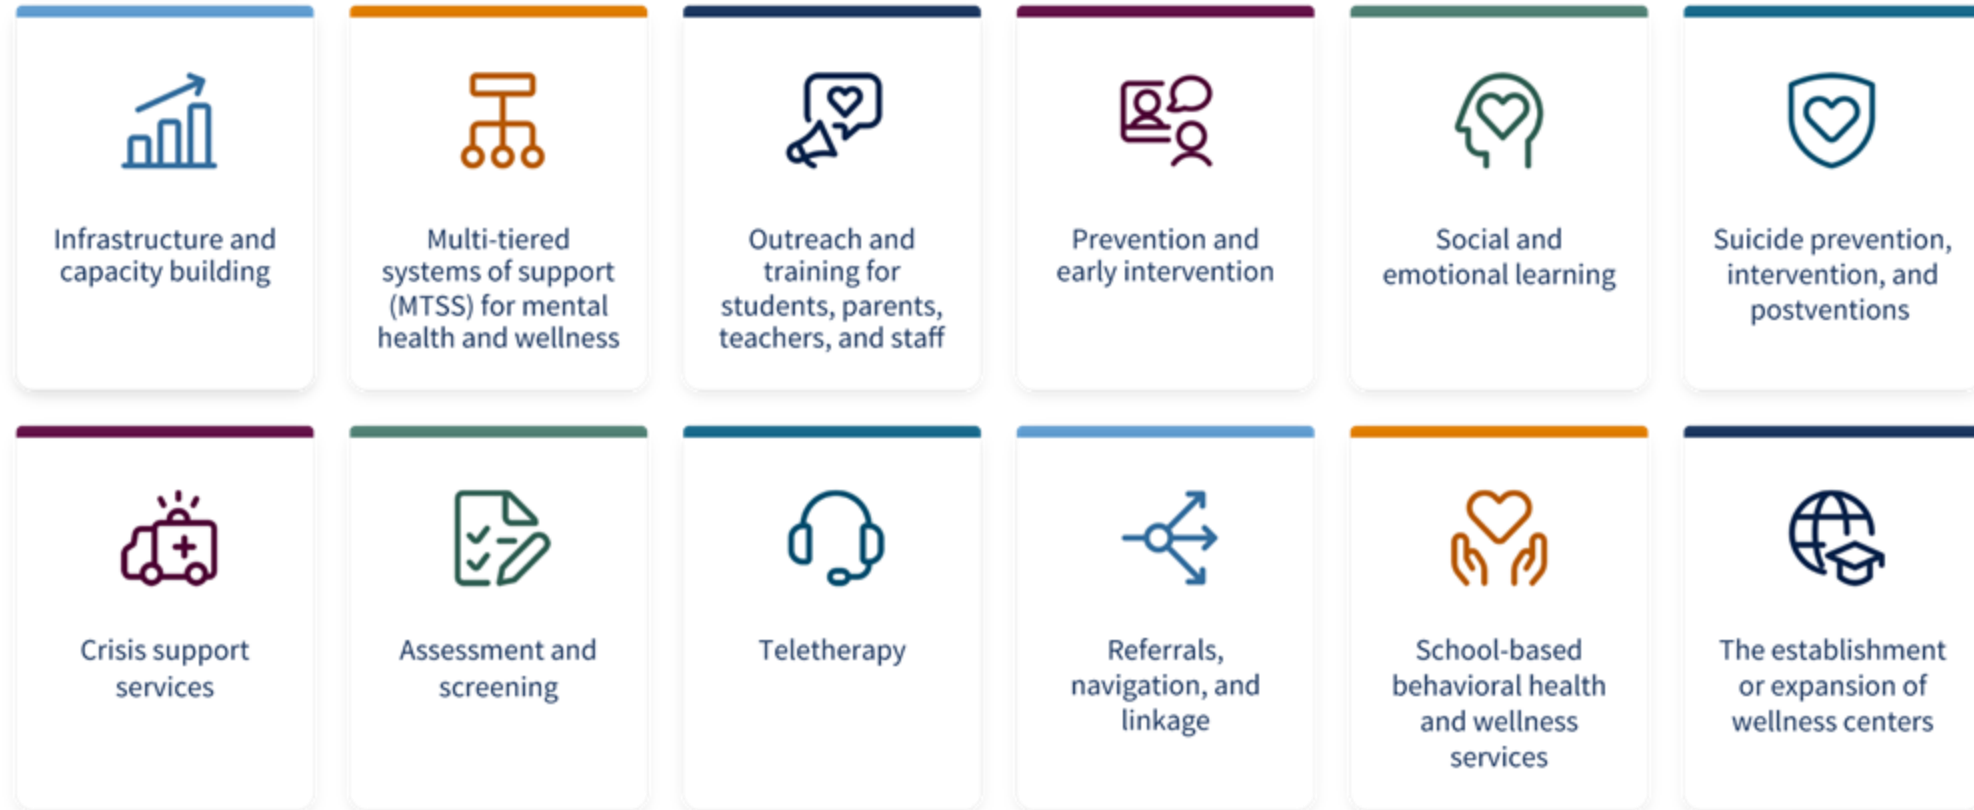 Infrastructure and
capacity building
Multi-tiered
systems of support
(MTSS) for mental
health and wellness
Outreach and
training for
students, parents,
teachers, and staff
Prevention and
early intervention
Social and
emotional learning
Suicide prevention,
intervention, and
postventions
Crisis support
services
Assessment and
screening
Teletherapy
Referrals,
navigation, and
linkage
School-based
behavioral health
and wellness
services
The establishment
or expansion of
wellness centers